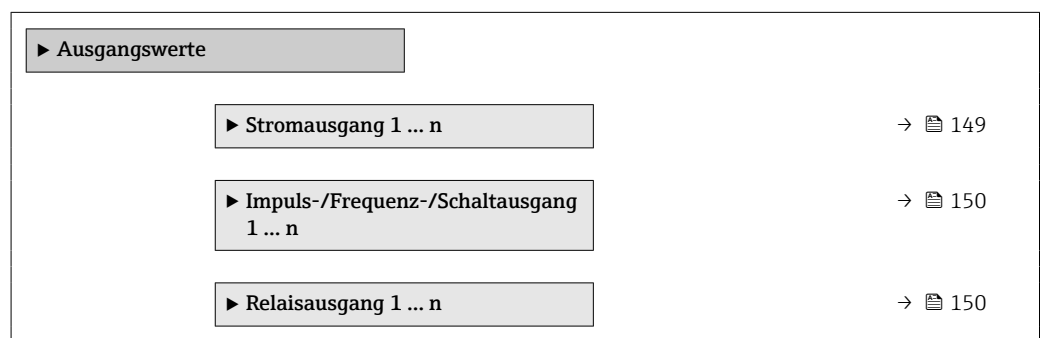 ▶ Ausgangswerte
▶ Stromausgang 1 … n → 149
▶ Impuls-/Frequenz-/Schaltausgang → 150
1 … n
▶ Relaisausgang 1 … n → 150